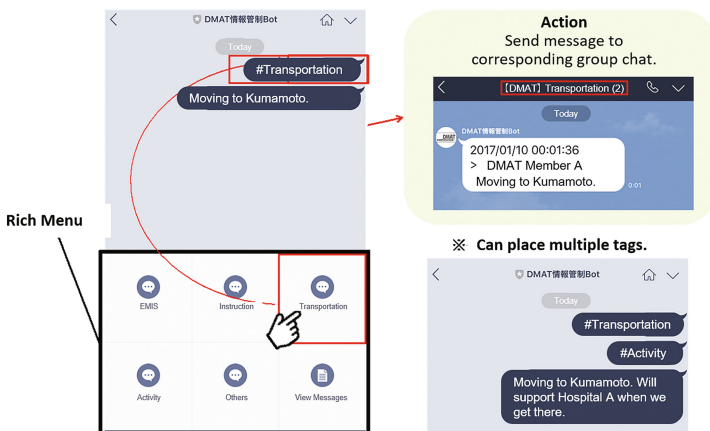 DMAT情報管制Bot
Today
#Transportation
Moving to Kumamoto.
Rich Menu
EMIS
Instruction
Transportation
Activity
Others
View Messages
Action
Send message to
corresponding group chat.
【DMAT】 Transportation (2)
Today
DMAT
DMAT情報管制Bot
2017/01/10 00:01:36
> DMAT Member A
Moving to Kumamoto.
0:01
※ Can place multiple tags.
DMAT情報管制Bot
Today
#Transportation
#Activity
Moving to Kumamoto. Will
support Hospital A when we
get there.